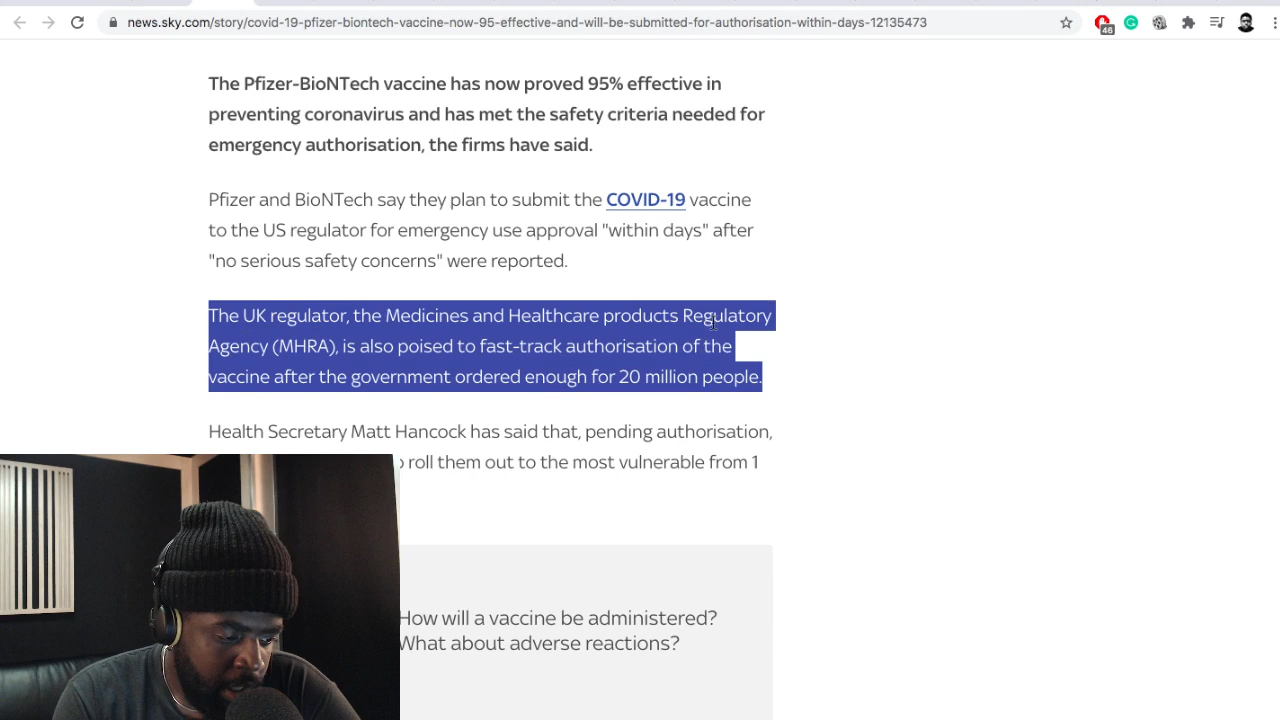 news.sky.com/story/covid-19-pfizer-biontech-vaccine-now-95-effective-and-will-be-submitted-for-authorisation-within-days-12135473
46
The Pfizer-BioNTech vaccine has now proved 95% effective in
preventing coronavirus and has met the safety criteria needed for
emergency authorisation, the firms have said.
Pfizer and BioNTech say they plan to submit the COVID-19 vaccine
to the US regulator for emergency use approval "within days" after
"no serious safety concerns" were reported.
The UK regulator, the Medicines and Healthcare products Regulatory
Agency (MHRA), is also poised to fast-track authorisation of the
vaccine after the government ordered enough for 20 million people.
Health Secretary Matt Hancock has said that, pending authorisation,
roll them out to the most vulnerable from 1
How will a vaccine be administered?
What about adverse reactions?